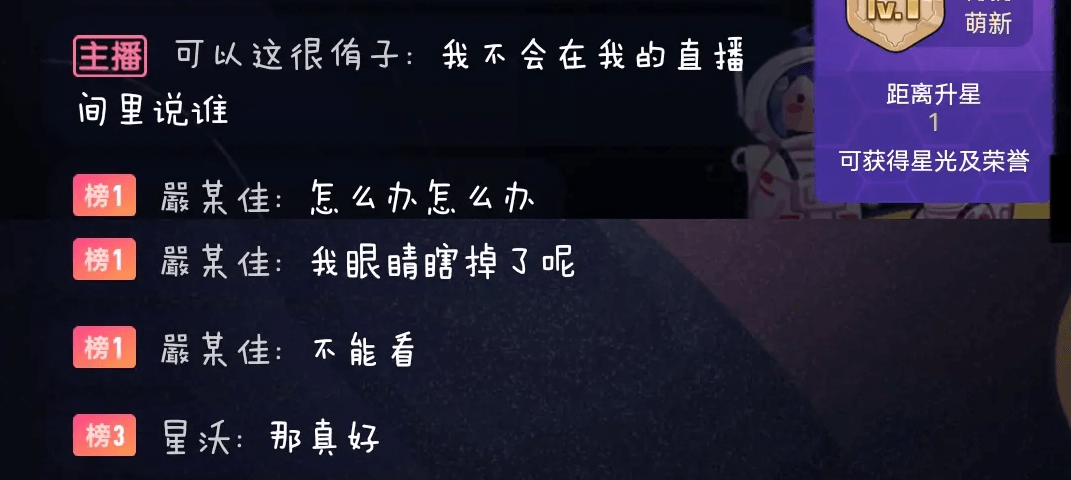 主播 可以这很侑子: 我不会在我的直播
间里说谁
榜1 嚴某佳: 怎么办怎么办
榜1 嚴某佳: 我眼睛瞎掉了呢
榜1 嚴某佳: 不能看
榜3 星沃: 那真好
lv.1
萌新
距离升星
1
可获得星光及荣誉